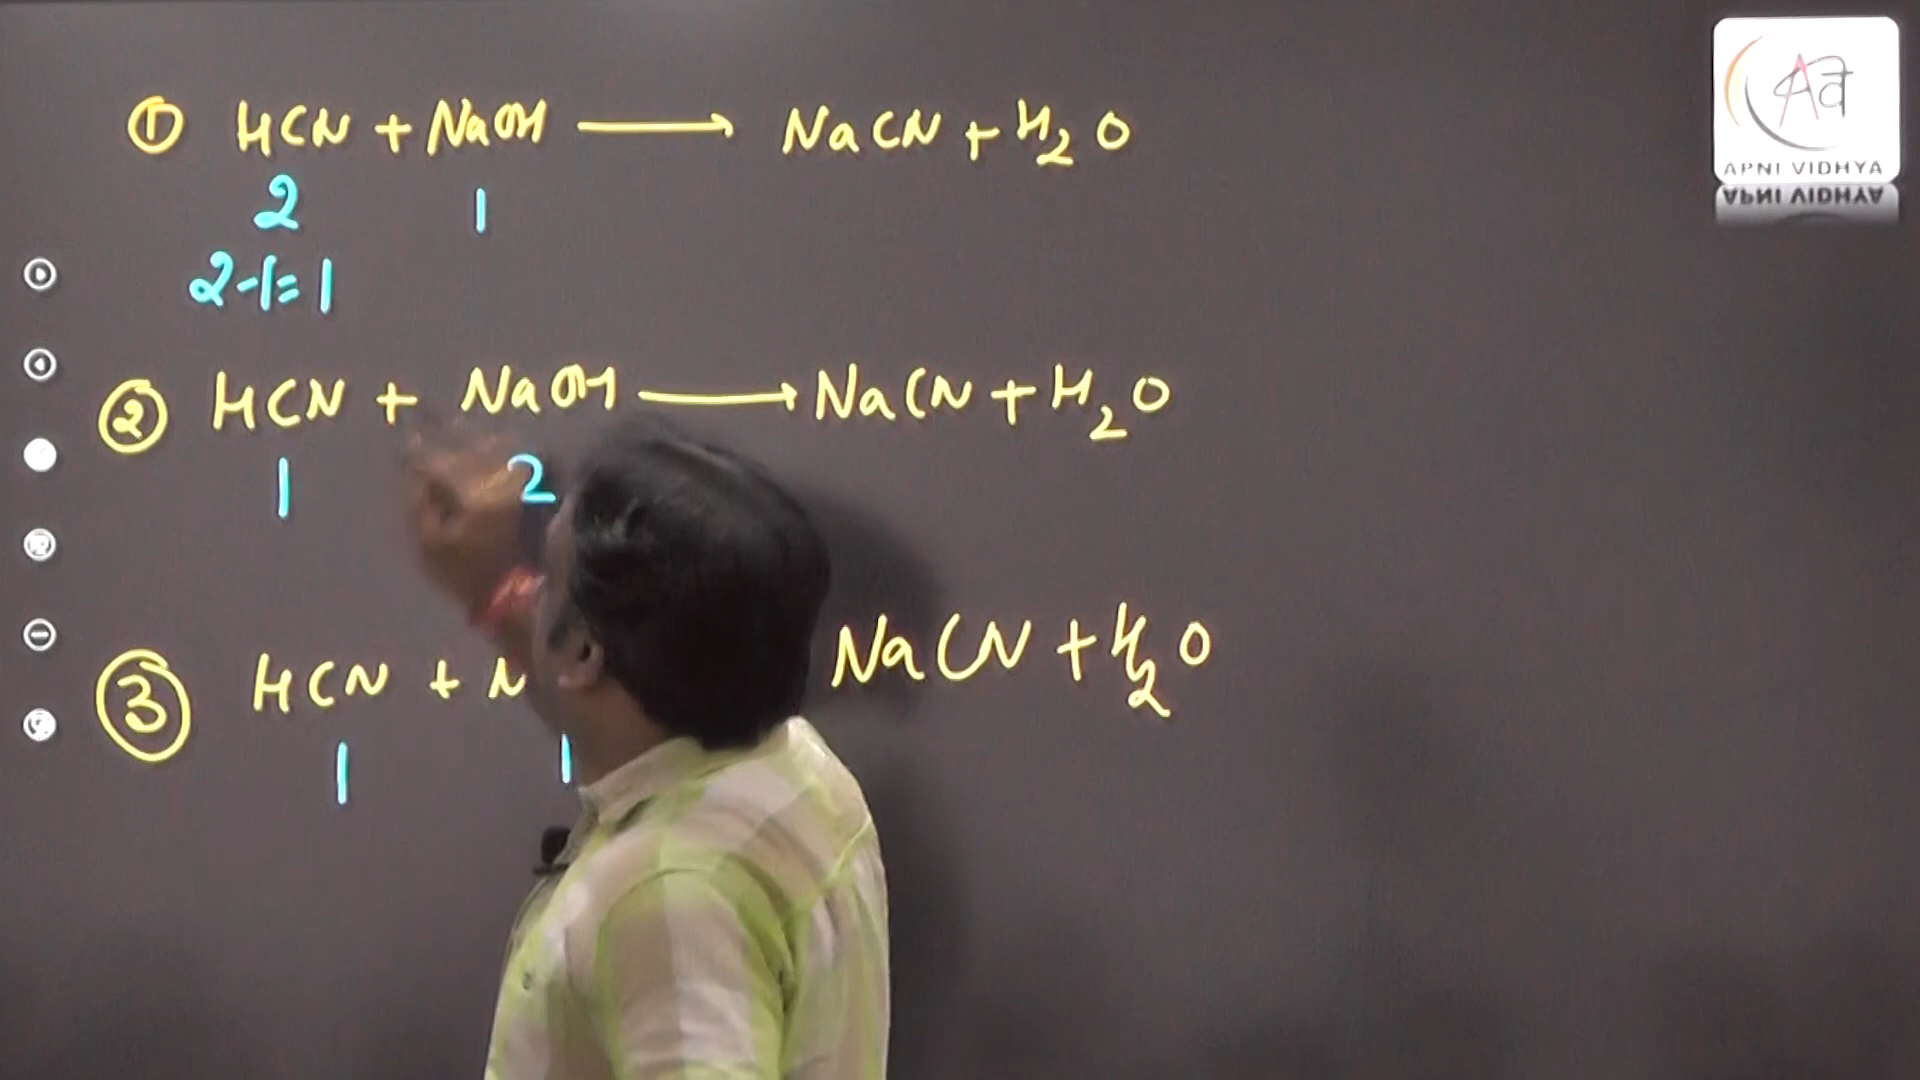 ① HCN + NaOH ⟶ NaCN + H₂O
2 1
2-1=1
② HCN + NaOH ⟶ NaCN + H₂O
1 2
③ HCN + N NaCN + H₂O
1 1
APNI VIDHYA